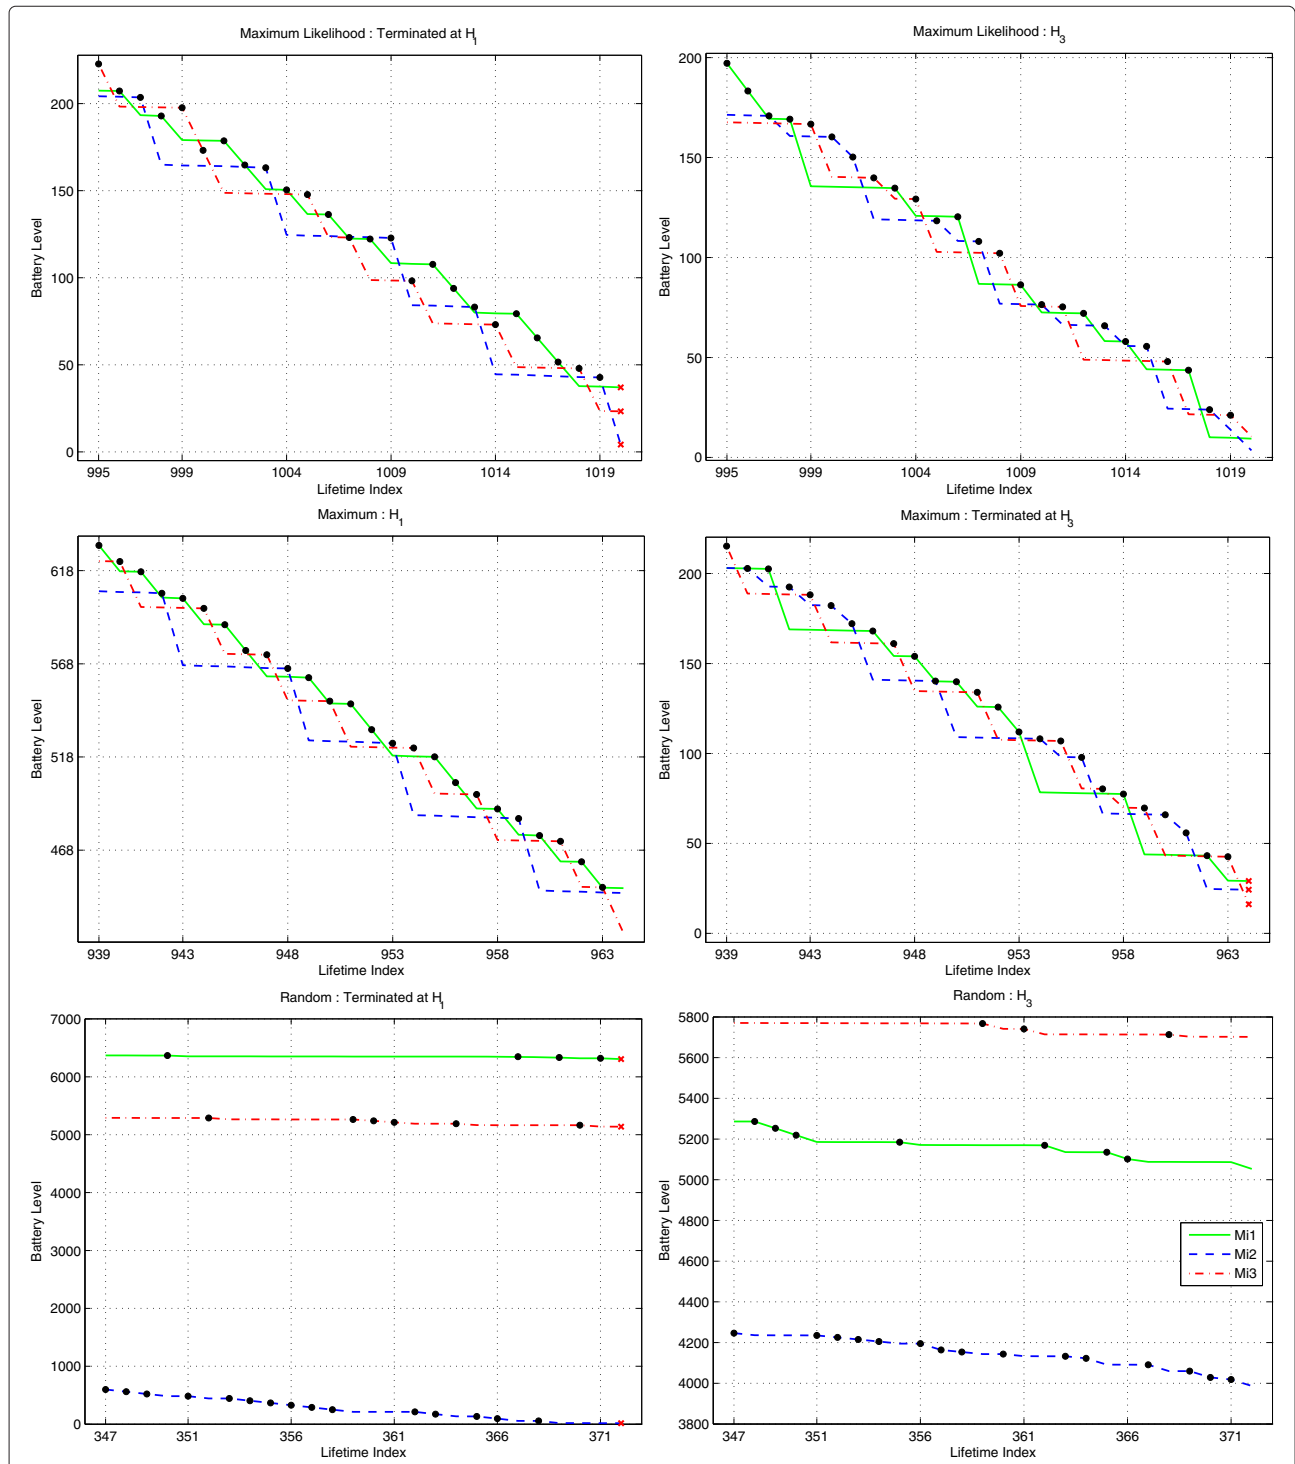 Maximum Likelihood : Terminated at H1
Battery Level
200
150
100
50
0
995 999 1004 1009 1014 1019
Lifetime Index
Maximum Likelihood : H3
Battery Level
200
150
100
50
0
995 999 1004 1009 1014 1019
Lifetime Index
Maximum : H1
Battery Level
618
568
518
468
939 943 948 953 958 963
Lifetime Index
Maximum : Terminated at H3
Battery Level
200
150
100
50
0
939 943 948 953 958 963
Lifetime Index
Random : Terminated at H1
Battery Level
7000
6000
5000
4000
3000
2000
1000
0
347 351 356 361 366 371
Lifetime Index
Random : H3
Battery Level
5800
5600
5400
5200
5000
4800
4600
4400
4200
4000
3800
347 351 356 361 366 371
Lifetime Index
Mi1
Mi2
Mi3